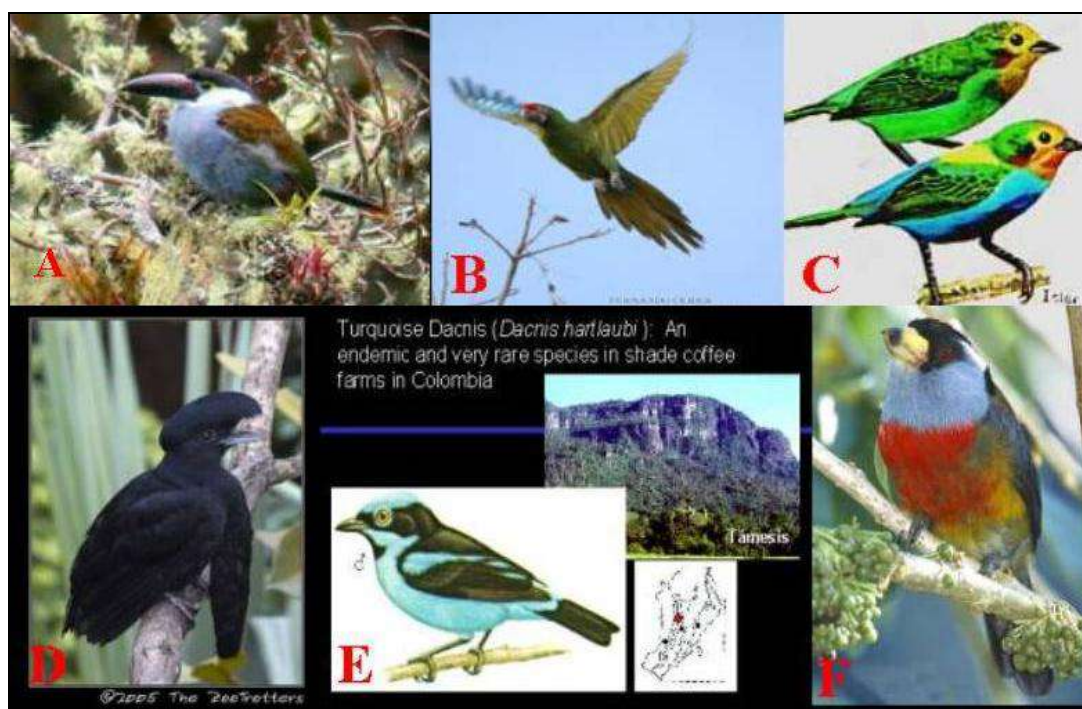 A
B
C
Turquoise Dacnis (Dacnis hartlaubi ): An
endemic and very rare species in shade coffee
farms in Colombia
Támesis
♂
D
E
F
©2005 The ZeeTrotters